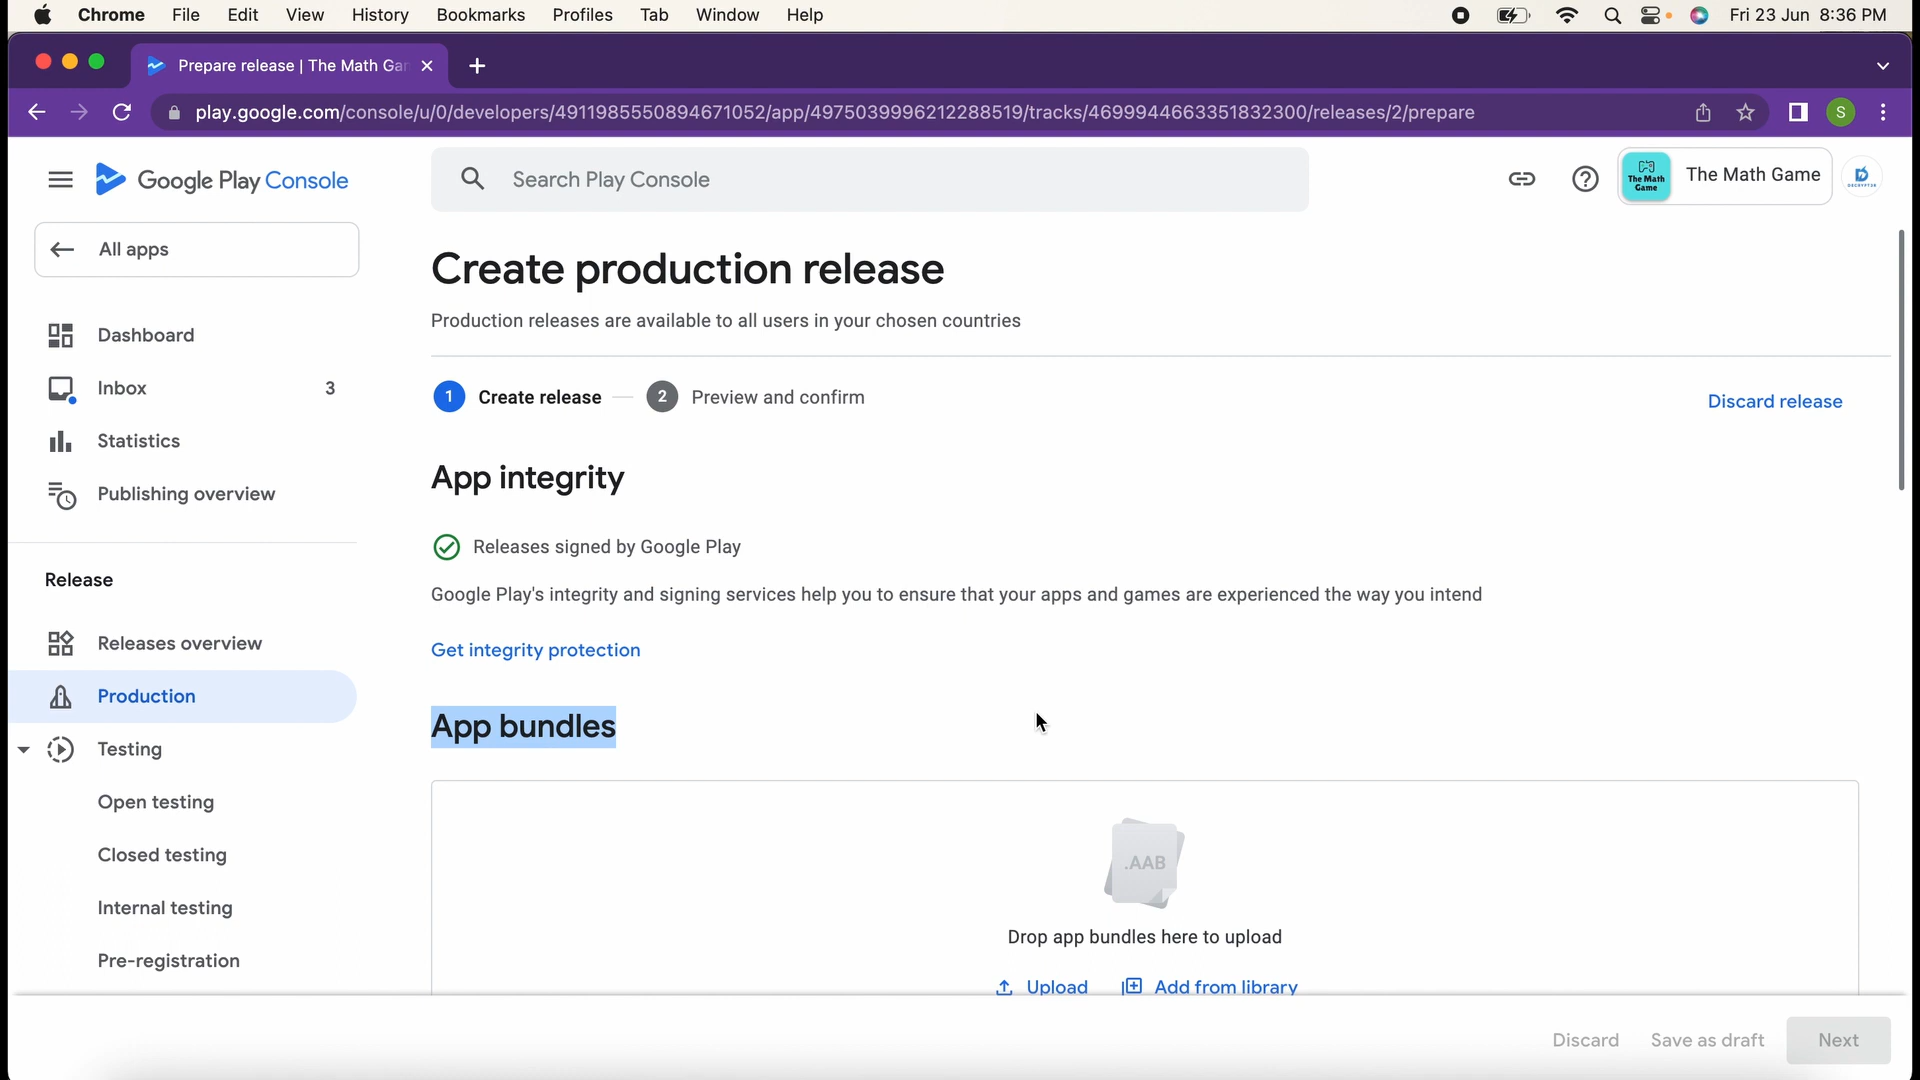 Chrome File Edit View History Bookmarks Profiles Tab Window Help Fri 23 Jun 8:36 PM
Prepare release | The Math Gar
play.google.com/console/u/0/developers/4911985550894671052/app/4975039996212288519/tracks/4699944663351832300/releases/2/prepare
S
Google Play Console
Search Play Console
The Math Game
The Math Game
All apps
Dashboard
Inbox 3
Statistics
Publishing overview
Release
Releases overview
Production
Testing
Open testing
Closed testing
Internal testing
Pre-registration
Create production release
Production releases are available to all users in your chosen countries
1 Create release 2 Preview and confirm
Discard release
App integrity
Releases signed by Google Play
Google Play's integrity and signing services help you to ensure that your apps and games are experienced the way you intend
Get integrity protection
App bundles
.AAB
Drop app bundles here to upload
Upload Add from library
Discard Save as draft Next